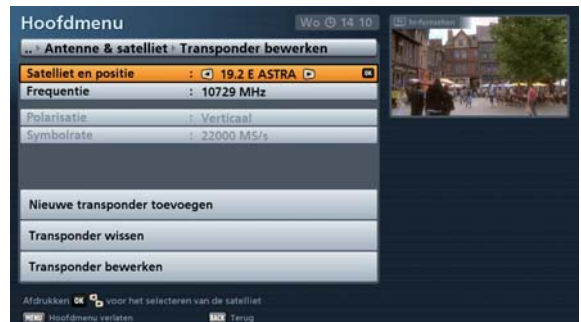 Hoofdmenu
Wo 14 10
.. Antenne & satelliet Transponder bewerken
Satelliet en positie : 19.2 E ASTRA OK
Frequentie : 10729 MHz
Polarisatie : Verticaal
Symbolrate : 22000 MS/s
Nieuwe transponder toevoegen
Transponder wissen
Transponder bewerken
Afdrukken OK voor het selecteren van de satelliet
MENU Hoofdmenu verlaten BACK Terug